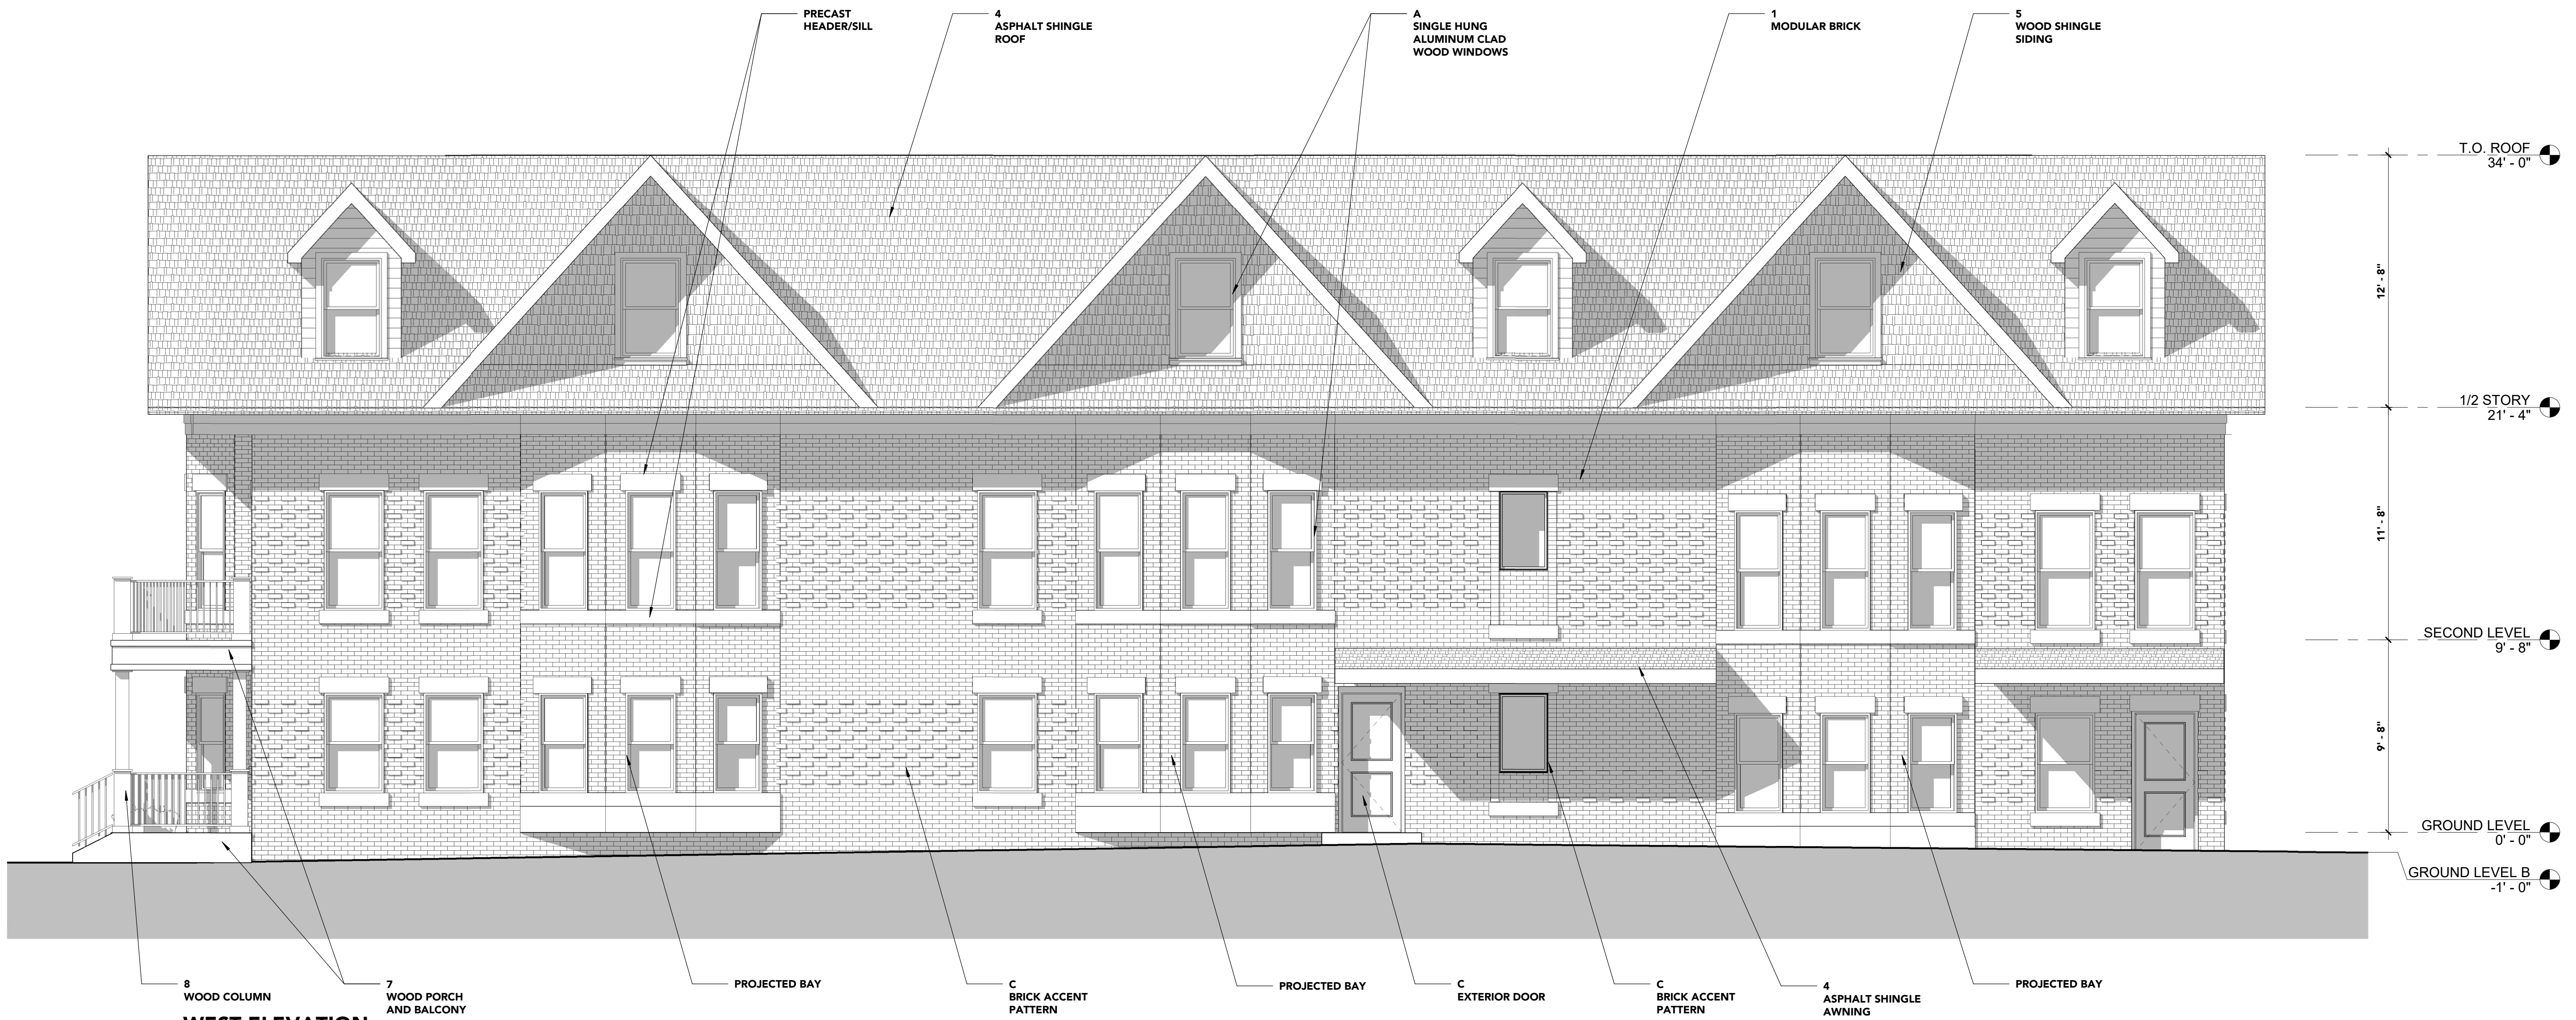 PRECAST
HEADER/SILL
4
ASPHALT SHINGLE
ROOF
A
SINGLE HUNG
ALUMINUM CLAD
WOOD WINDOWS
1
MODULAR BRICK
5
WOOD SHINGLE
SIDING
T.O. ROOF
34' - 0"
12' - 8"
1/2 STORY
21' - 4"
11' - 8"
SECOND LEVEL
9' - 8"
9' - 8"
GROUND LEVEL
0' - 0"
GROUND LEVEL B
-1' - 0"
8
WOOD COLUMN
7
WOOD PORCH
AND BALCONY
PROJECTED BAY
C
BRICK ACCENT
PATTERN
PROJECTED BAY
C
EXTERIOR DOOR
C
BRICK ACCENT
PATTERN
4
ASPHALT SHINGLE
AWNING
PROJECTED BAY
WEST ELEVATION